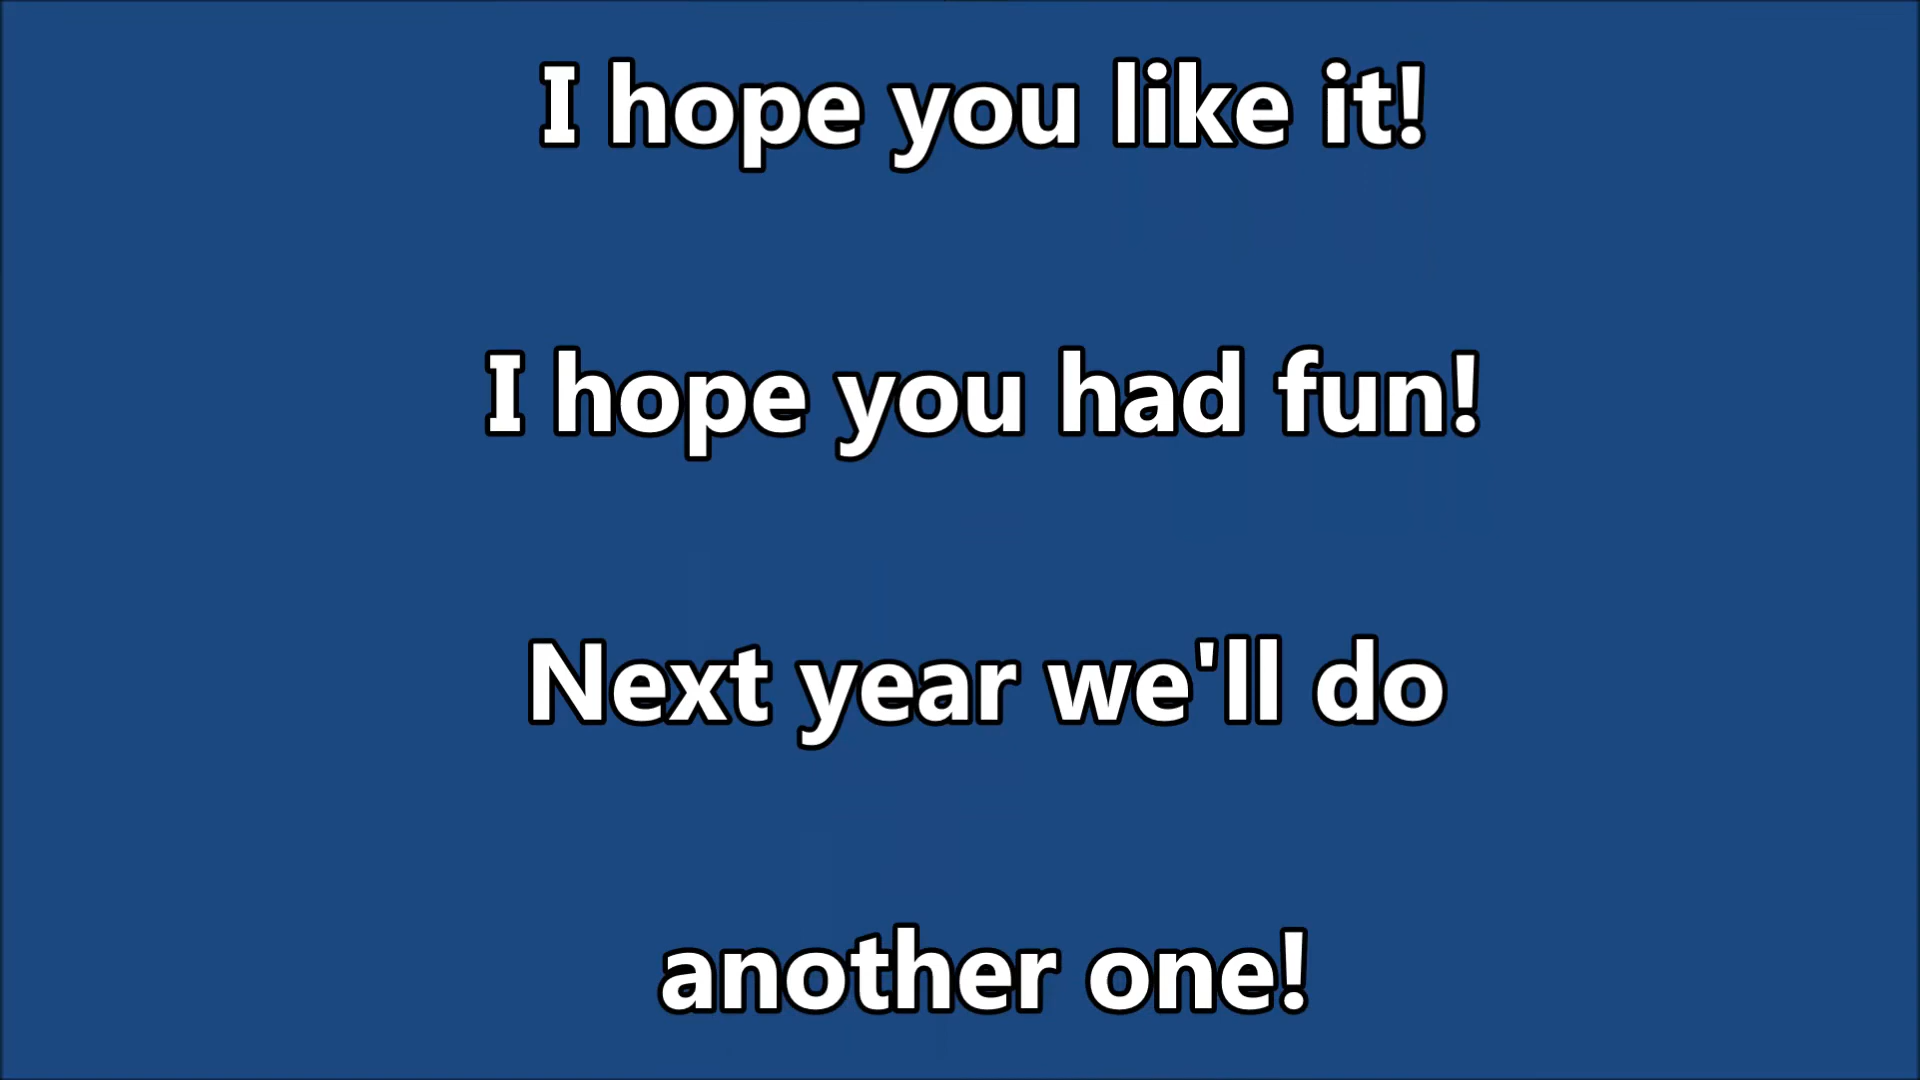 I hope you like it!
I hope you had fun!
Next year we'll do
another one!